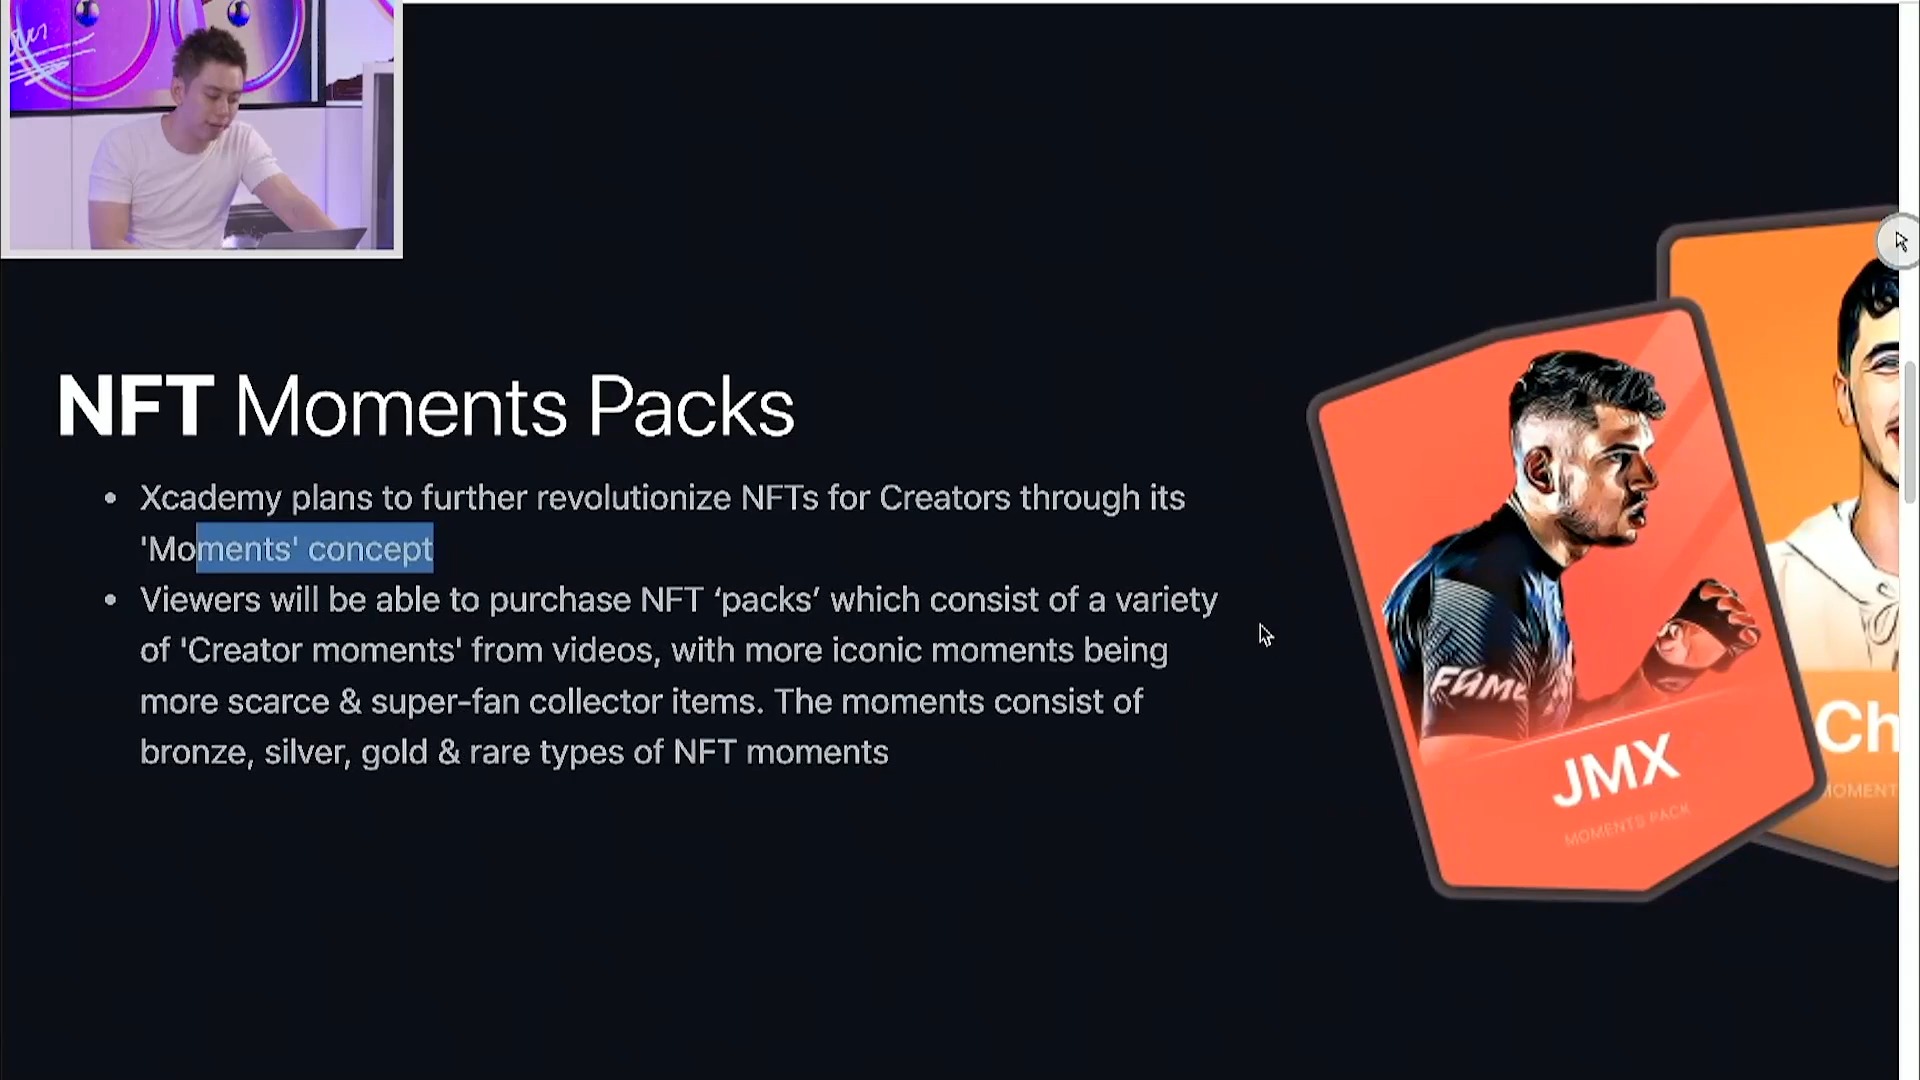 NFT Moments Packs
• Xcademy plans to further revolutionize NFTs for Creators through its
'Moments' concept
• Viewers will be able to purchase NFT ‘packs’ which consist of a variety
of 'Creator moments' from videos, with more iconic moments being
more scarce & super-fan collector items. The moments consist of
bronze, silver, gold & rare types of NFT moments
FAME
JMX
MOMENTS PACK
Ch
MOMENT